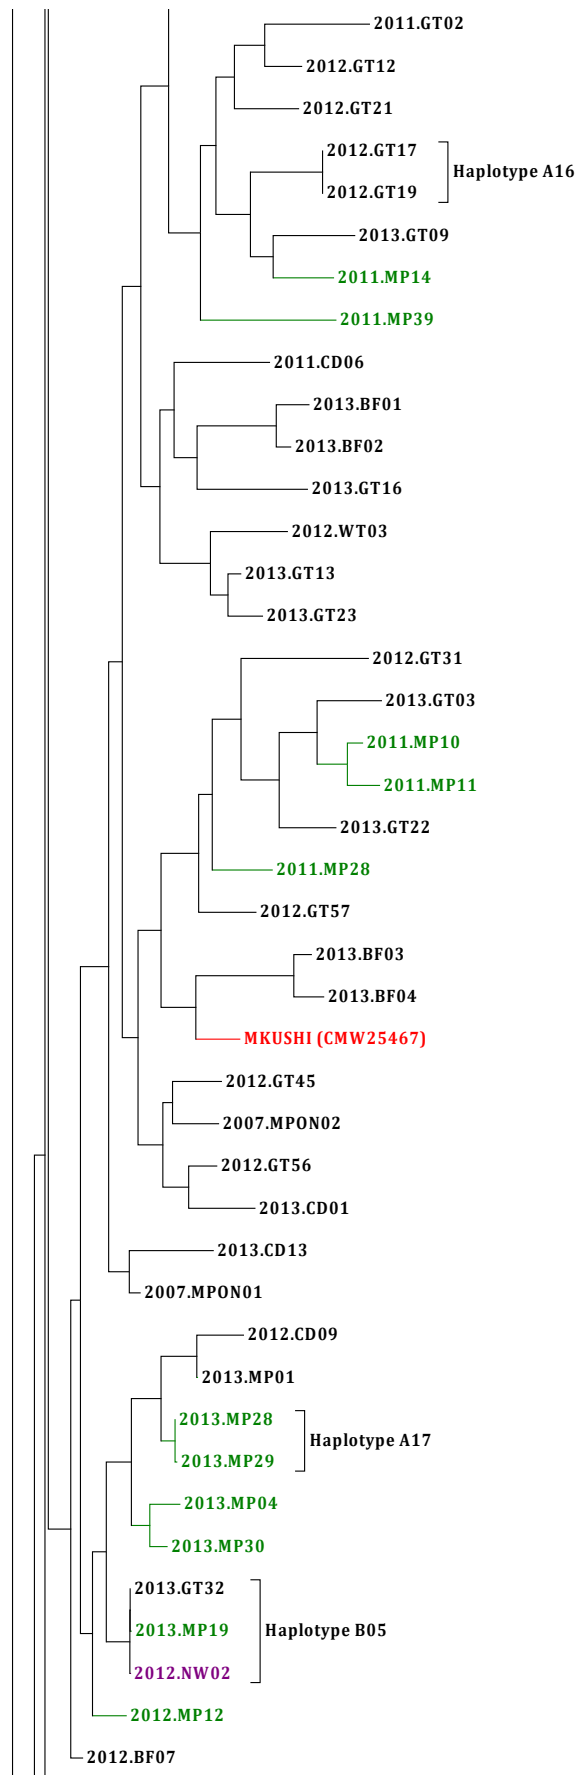 2011.GT02
2012.GT12
2012.GT21
2012.GT17
Haplotype A16
2012.GT19
2013.GT09
2011.MP14
2011.MP39
2011.CD06
2013.BF01
2013.BF02
2013.GT16
2012.WT03
2013.GT13
2013.GT23
2012.GT31
2013.GT03
2011.MP10
2011.MP11
2013.GT22
2011.MP28
2012.GT57
2013.BF03
2013.BF04
MKUSHI (CMW25467)
2012.GT45
2007.MPON02
2012.GT56
2013.CD01
2013.CD13
2007.MPON01
2012.CD09
2013.MP01
2013.MP28
Haplotype A17
2013.MP29
2013.MP04
2013.MP30
2013.GT32
2013.MP19
Haplotype B05
2012.NW02
2012.MP12
2012.BF07